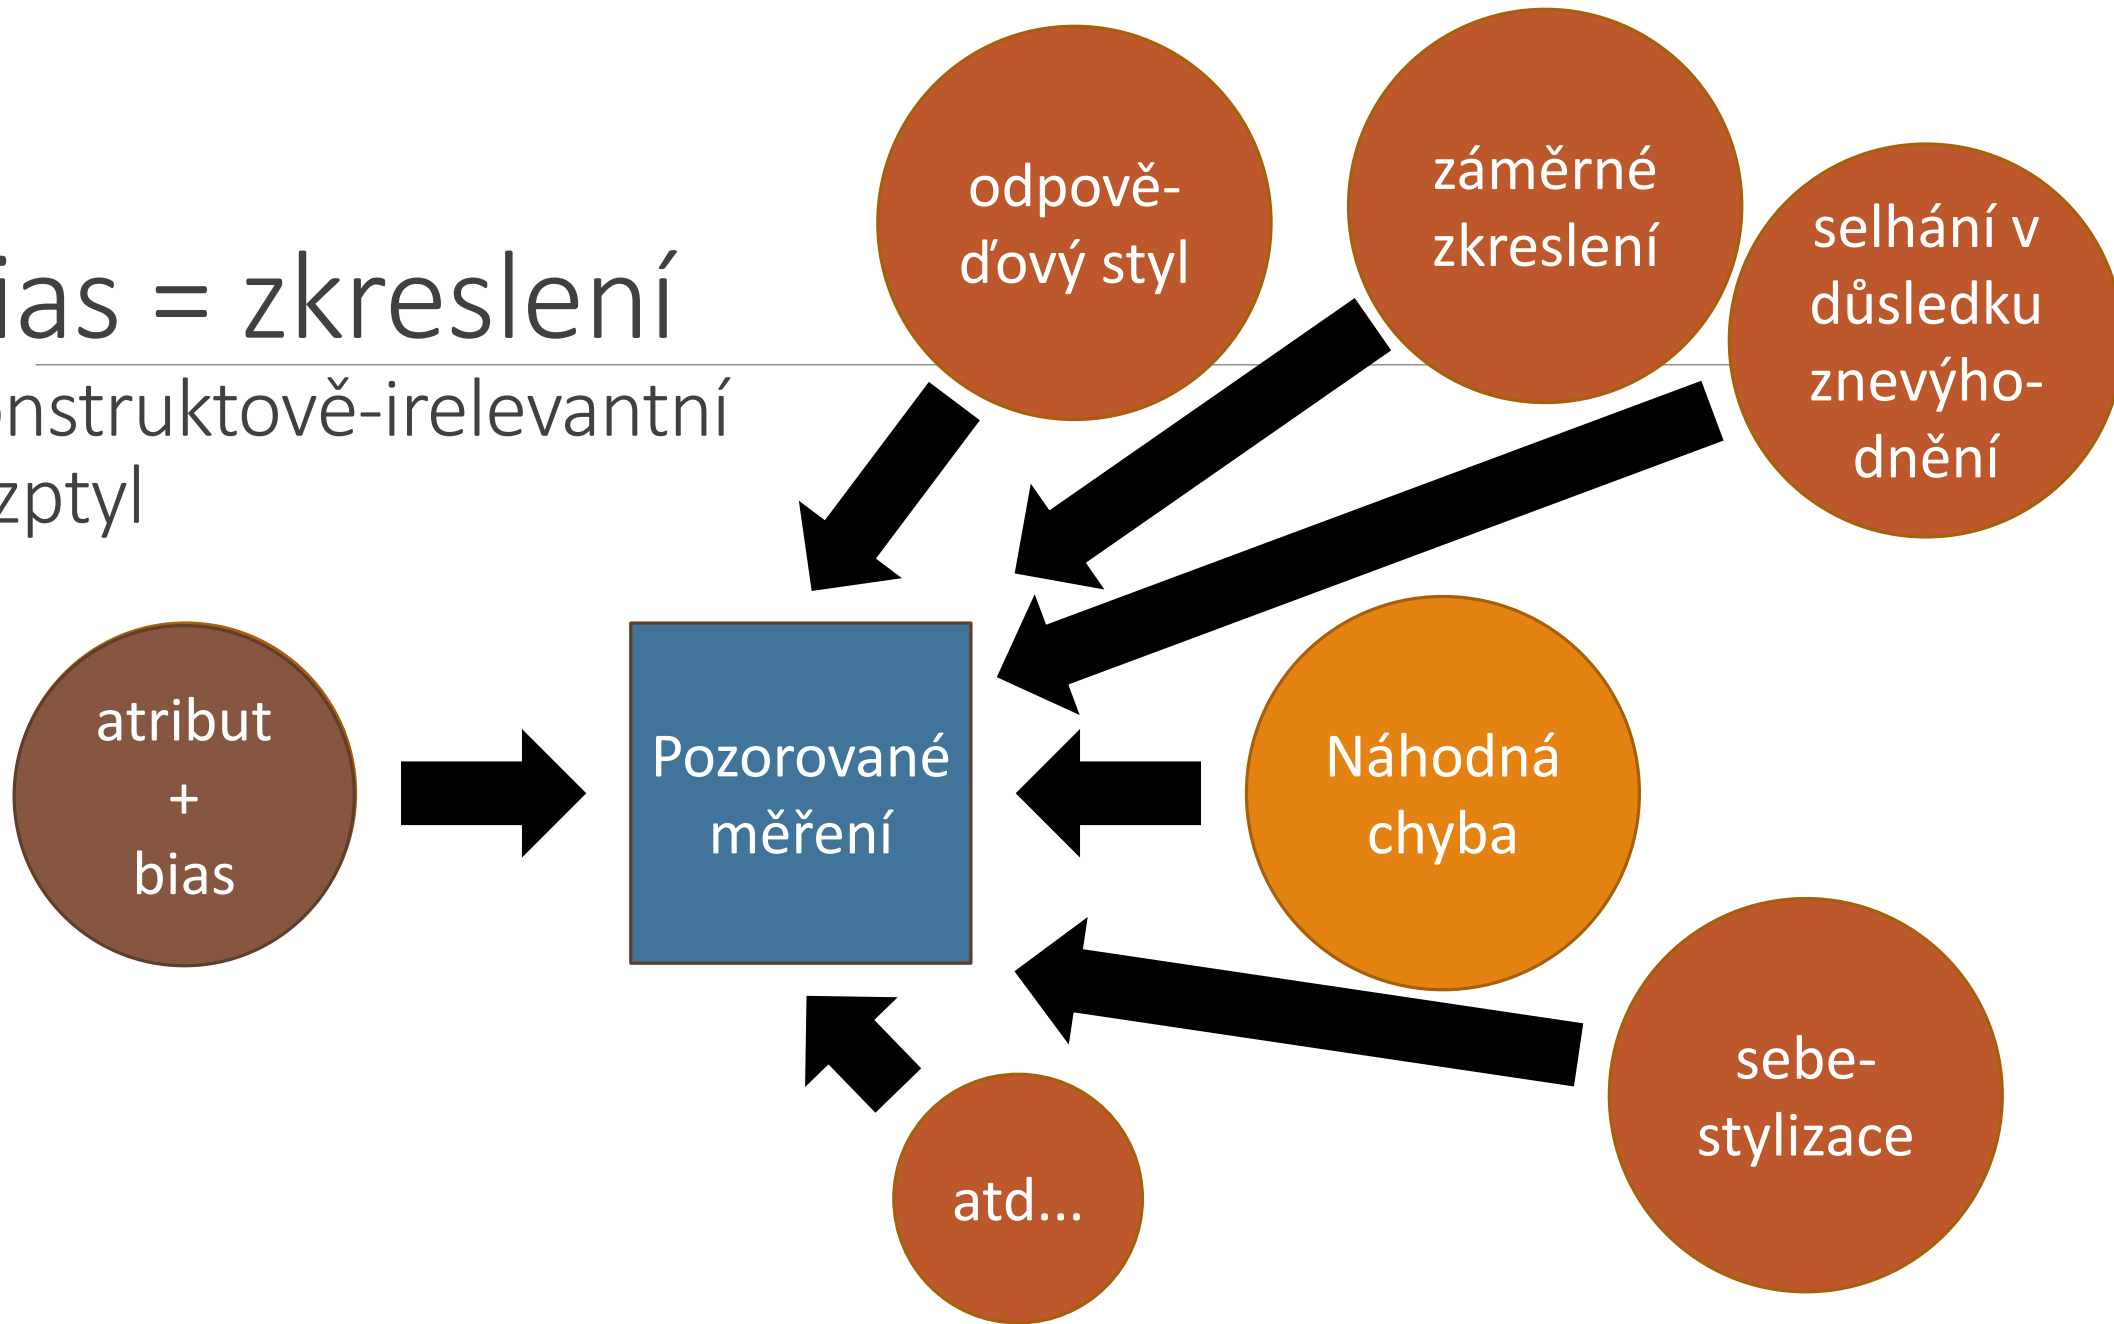 ias = zkreslení
onstruktově-irelevantní
zptyl
odpově-
ďový styl
záměrné
zkreslení
selhání v
důsledku
znevýho-
dnění
atribut
+
bias
Pozorované
měření
Náhodná
chyba
sebe-
stylizace
atd...